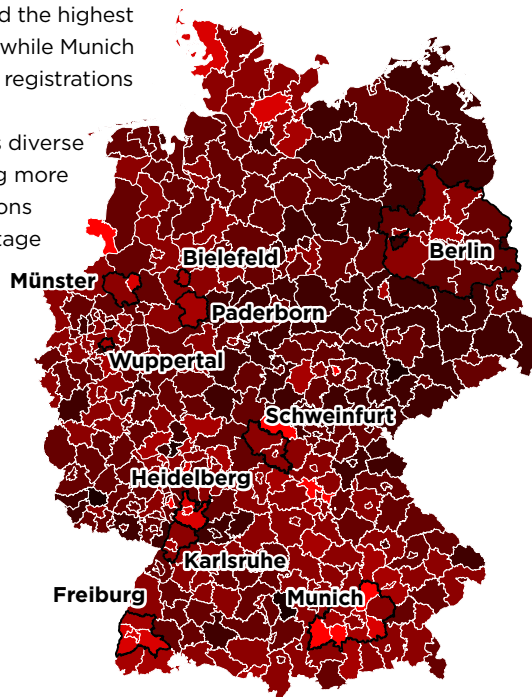 d the highest
while Munich
registrations
diverse
g more
ons
tage
Berlin
Bielefeld
Münster
Paderborn
Wuppertal
Schweinfurt
Heidelberg
Karlsruhe
Freiburg
Munich